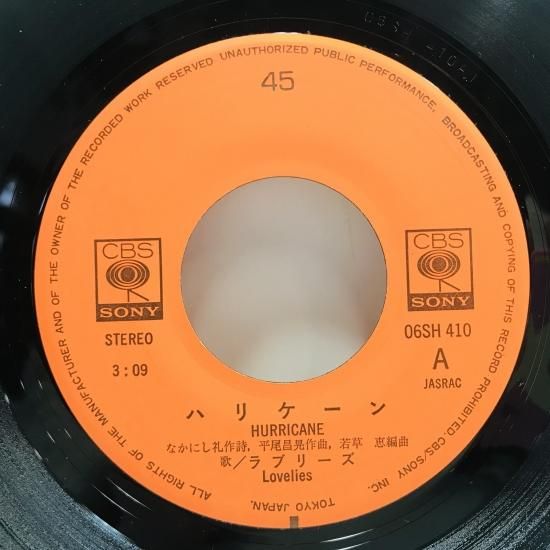 ALL RIGHTS OF THE MANUFACTURER AND OF THE OWNER OF THE RECORDED WORK RESERVED UNAUTHORIZED PUBLIC PERFORMANCE, BROADCASTING AND COPYING OF THIS RECORD PROHIBITED. CBS/SONY INC.
TOKYO JAPAN.
45
CBS
SONY
STEREO
3:09
CBS
SONY
06SH 410
A
JASRAC
ハリケーン
HURRICANE
なかにし礼作詩, 平尾昌晃作曲, 若草 恵編曲
歌/ラブリーズ
Lovelies